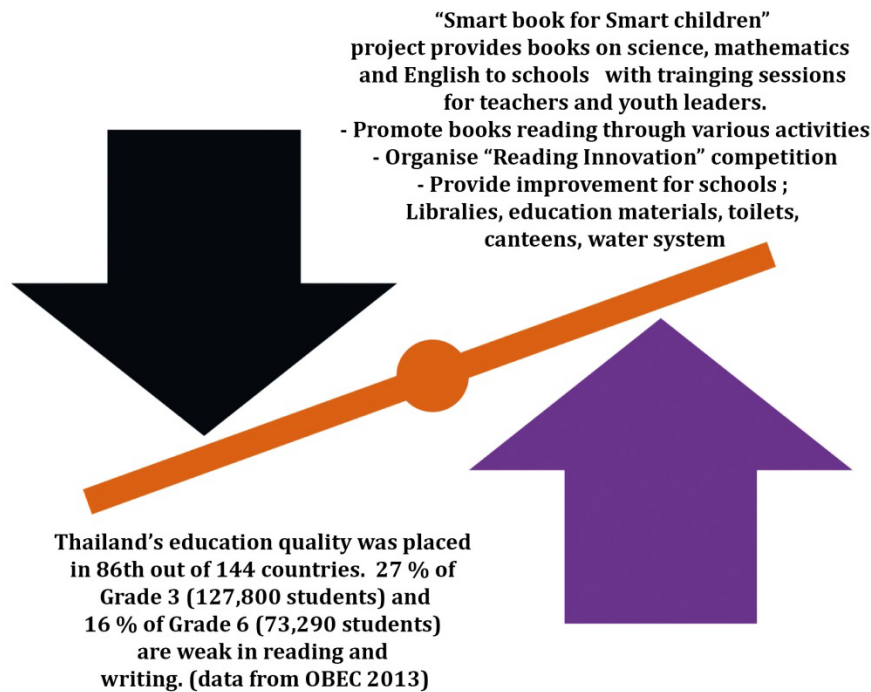 “Smart book for Smart children”
project provides books on science, mathematics
and English to schools with trainging sessions
for teachers and youth leaders.
- Promote books reading through various activities
- Organise “Reading Innovation” competition
- Provide improvement for schools ;
Libralies, education materials, toilets,
canteens, water system
Thailand’s education quality was placed
in 86th out of 144 countries. 27 % of
Grade 3 (127,800 students) and
16 % of Grade 6 (73,290 students)
are weak in reading and
writing. (data from OBEC 2013)